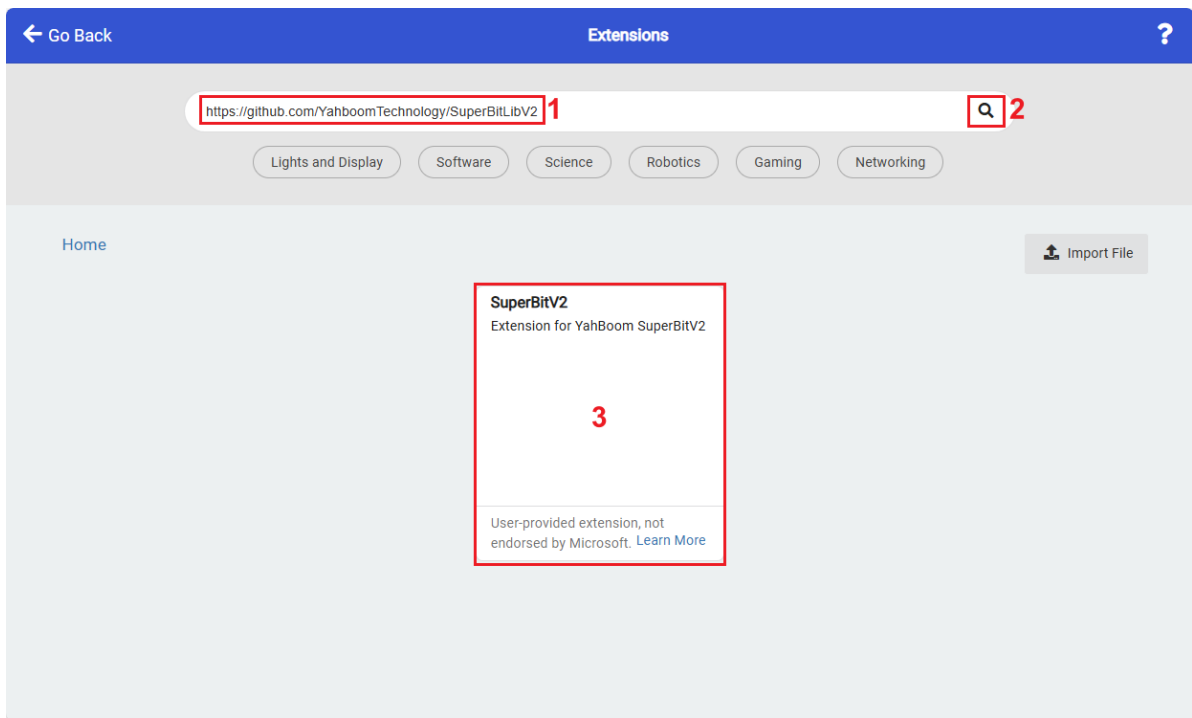 Go Back
Extensions
?
https://github.com/YahboomTechnology/SuperBitLibV2
1
2
Lights and Display
Software
Science
Robotics
Gaming
Networking
Home
Import File
SuperBitV2
Extension for YahBoom SuperBitV2
3
User-provided extension, not
endorsed by Microsoft. Learn More